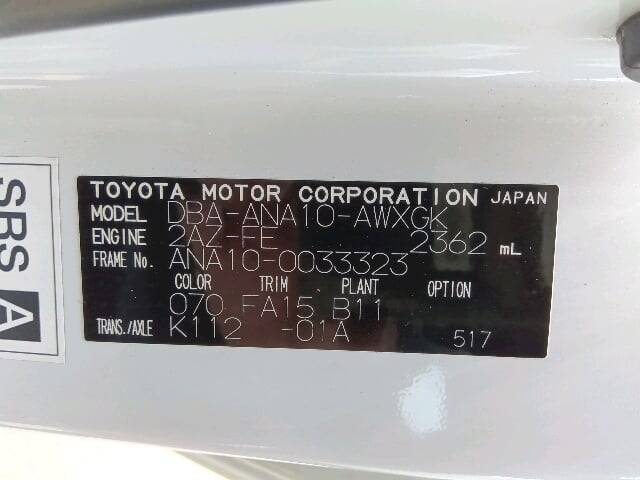 TOYOTA MOTOR CORPORATION JAPAN
MODEL DBA-ANA10-AWXGK
ENGINE 2AZ-FE 2362 mL
FRAME No. ANA10-0033323
COLOR TRIM PLANT OPTION
070 FA15 B11
TRANS./AXLE K112 -01A 517
SBS A